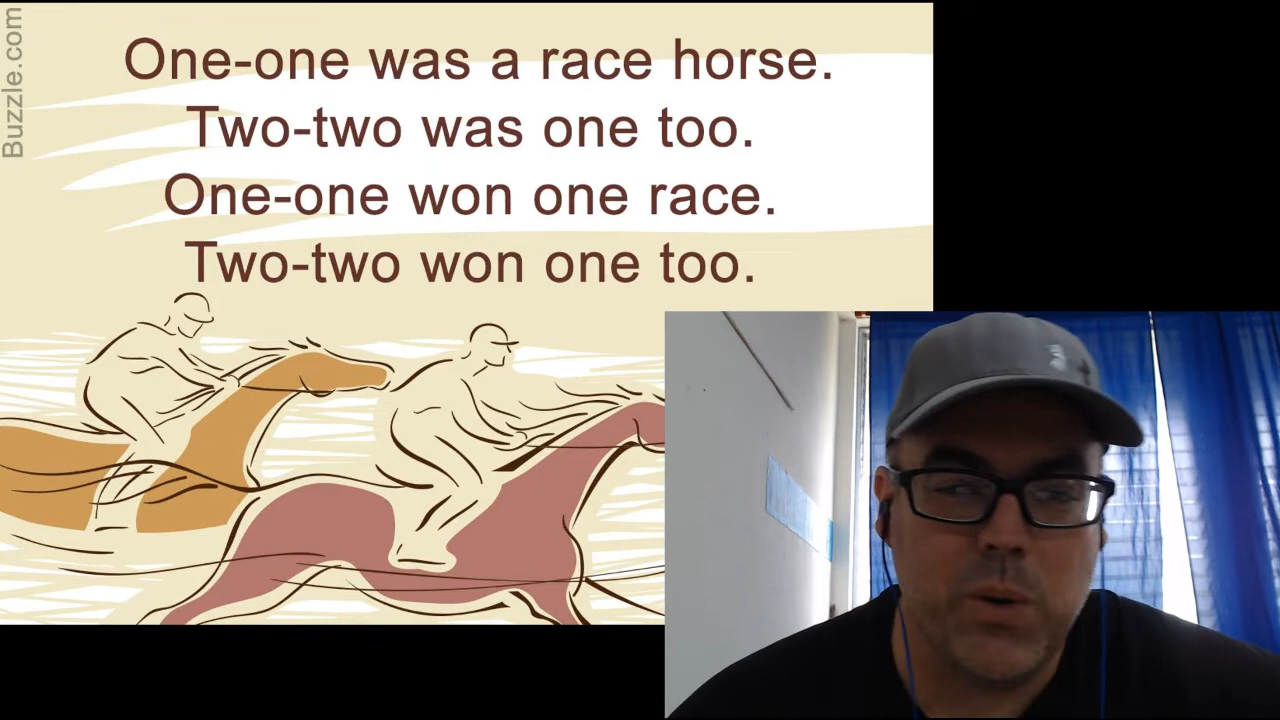 Buzzle.com
One-one was a race horse.
Two-two was one too.
One-one won one race.
Two-two won one too.